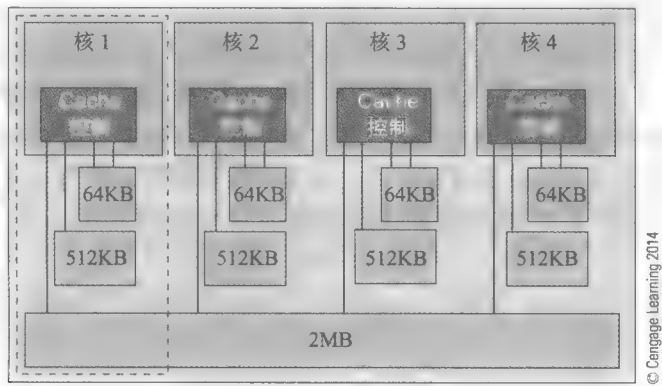 核1 核2 核3 核4
Cache
控制
64KB 64KB 64KB 64KB
512KB 512KB 512KB 512KB
2MB
© Cengage Learning 2014